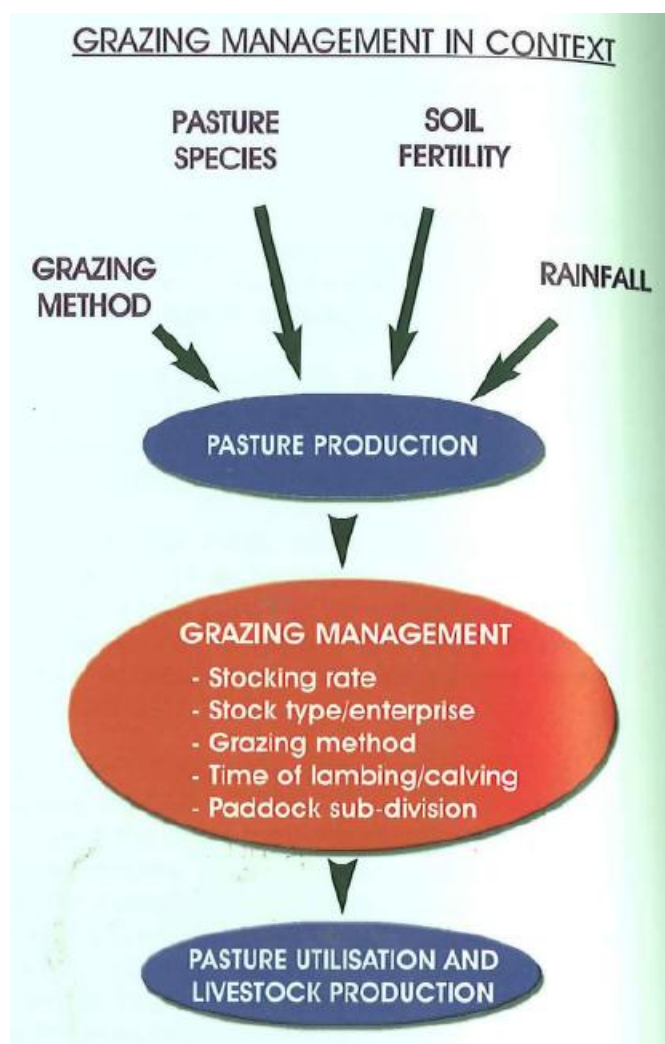 GRAZING MANAGEMENT IN CONTEXT
PASTURE
SPECIES
SOIL
FERTILITY
GRAZING
METHOD
RAINFALL
PASTURE PRODUCTION
GRAZING MANAGEMENT
- Stocking rate
- Stock type/enterprise
- Grazing method
- Time of lambing/calving
- Paddock sub-division
PASTURE UTILISATION AND
LIVESTOCK PRODUCTION